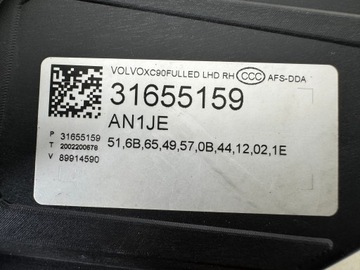 VOLVOXC90FULLED LHD RH CCC AFS-DDA
31655159
AN1JE
P 31655159
T 2002200676
V 89914590
51,6B,65,49,57,0B,44,12,02,1E